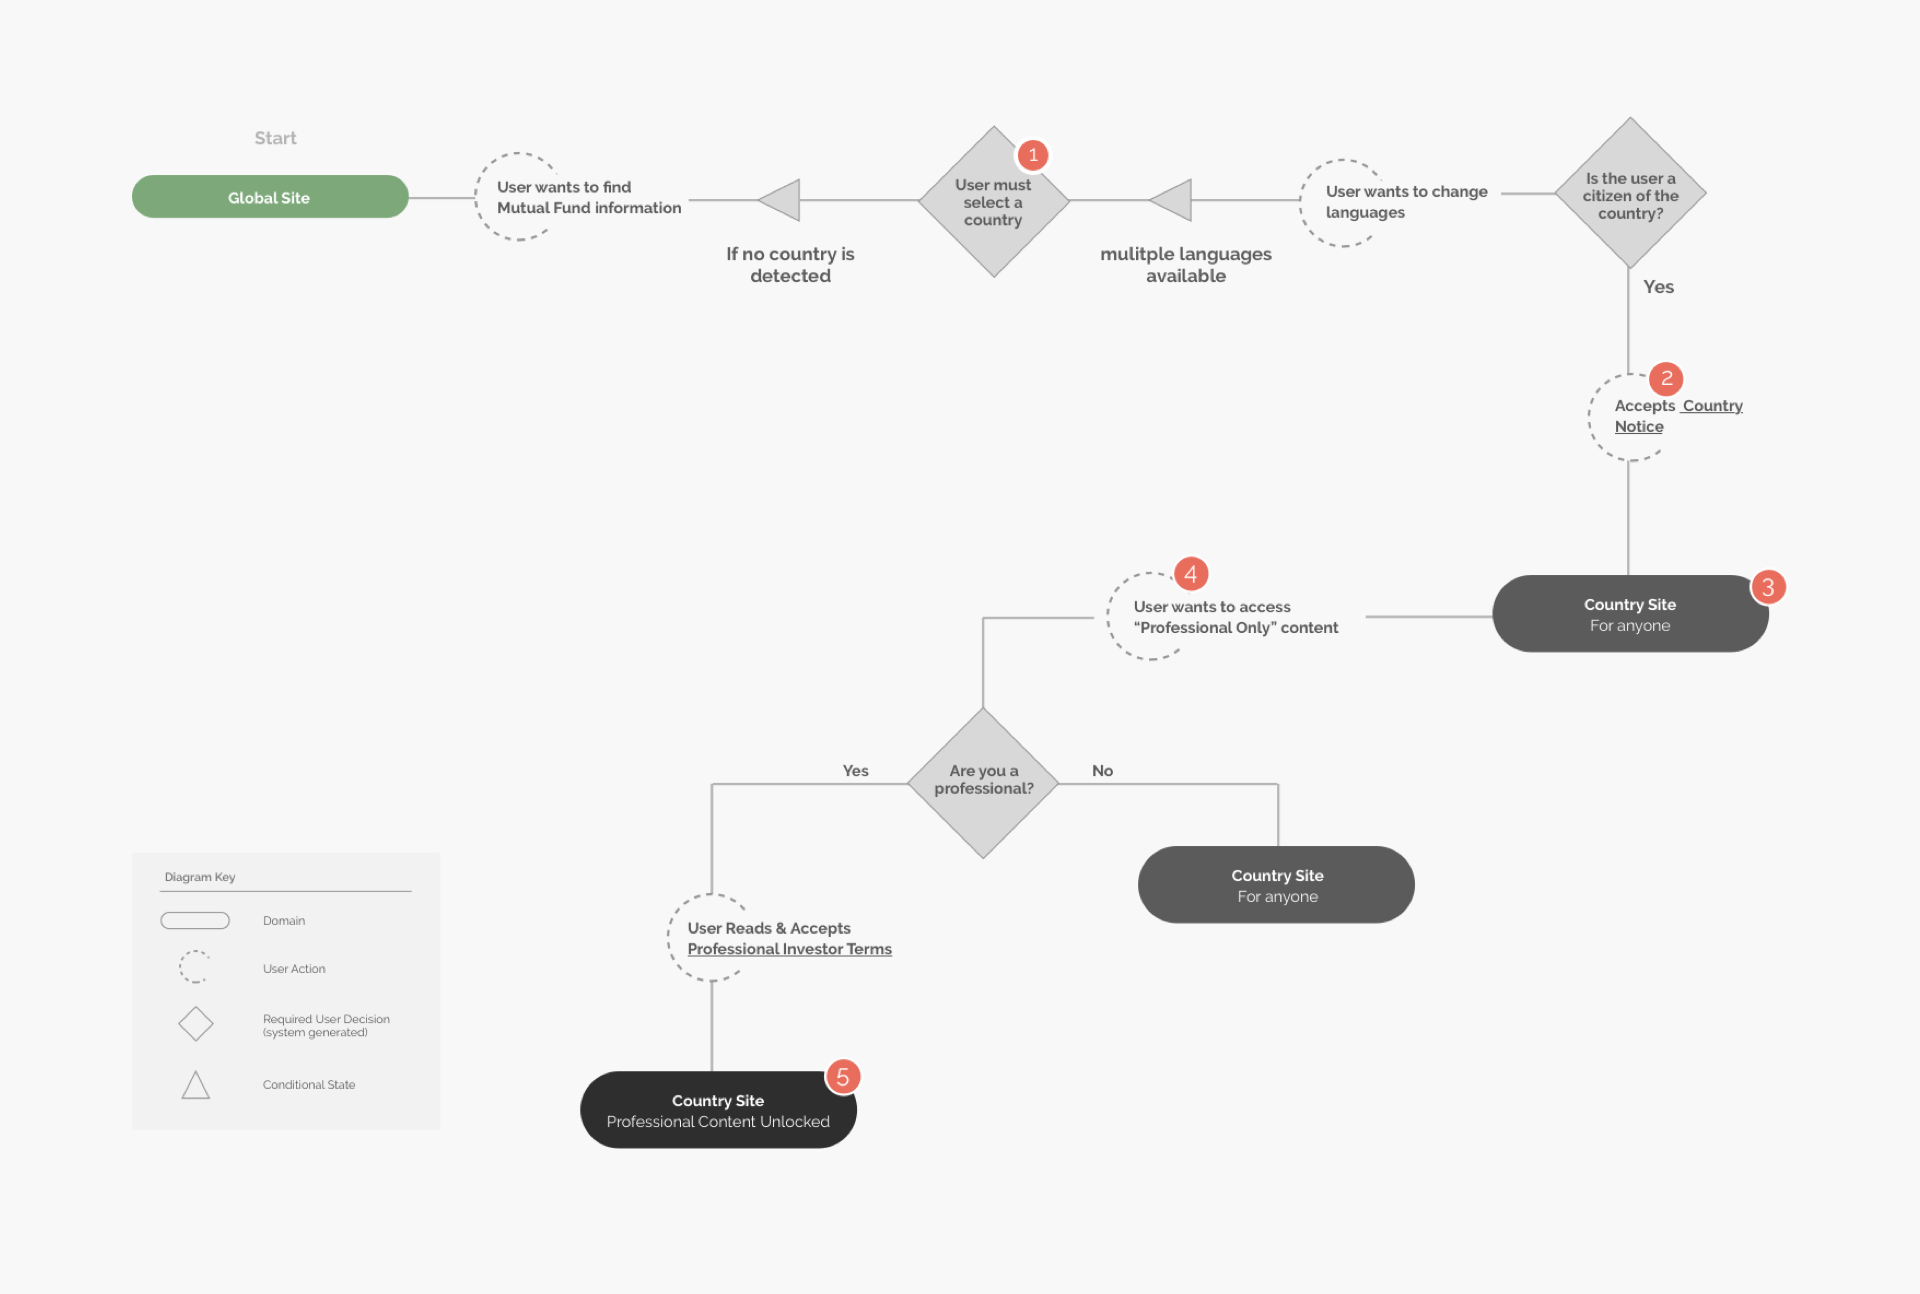 Start
Global Site
User wants to find
Mutual Fund information
If no country is
detected
1
User must
select a
country
mulitple languages
available
User wants to change
languages
Is the user a
citizen of the
country?
Yes
2
Accepts Country
Notice
3
Country Site
For anyone
4
User wants to access
“Professional Only” content
Are you a
professional?
Yes
No
Country Site
For anyone
User Reads & Accepts
Professional Investor Terms
5
Country Site
Professional Content Unlocked
Diagram Key
Domain
User Action
Required User Decision
(system generated)
Conditional State